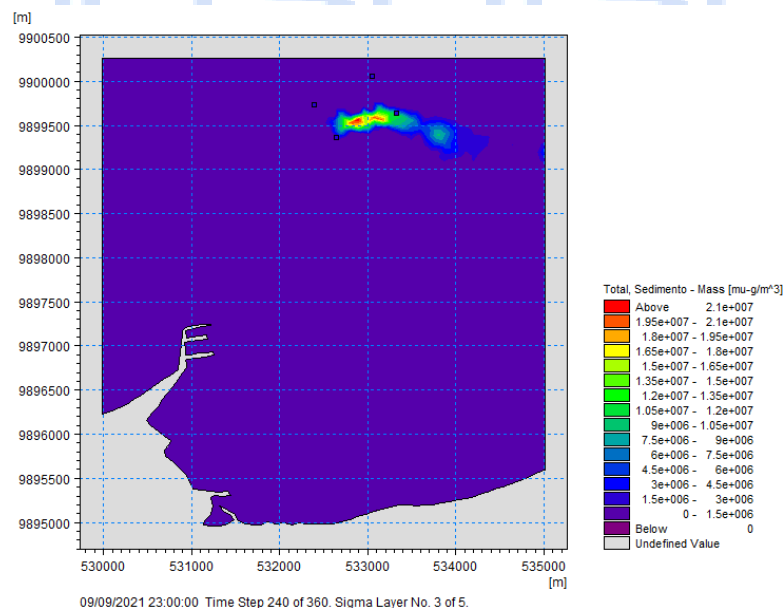 [m]
9900500
9900000
9899500
9899000
9898500
9898000
9897500
9897000
9896500
9896000
9895500
9895000
530000 531000 532000 533000 534000 535000
[m]
09/09/2021 23:00:00 Time Step 240 of 360. Sigma Layer No. 3 of 5.
Total, Sedimento - Mass [mu-g/m^3]
Above 2.1e+007
1.95e+007 - 2.1e+007
1.8e+007 - 1.95e+007
1.65e+007 - 1.8e+007
1.5e+007 - 1.65e+007
1.35e+007 - 1.5e+007
1.2e+007 - 1.35e+007
1.05e+007 - 1.2e+007
9e+006 - 1.05e+007
7.5e+006 - 9e+006
6e+006 - 7.5e+006
4.5e+006 - 6e+006
3e+006 - 4.5e+006
1.5e+006 - 3e+006
0 - 1.5e+006
Below 0
Undefined Value